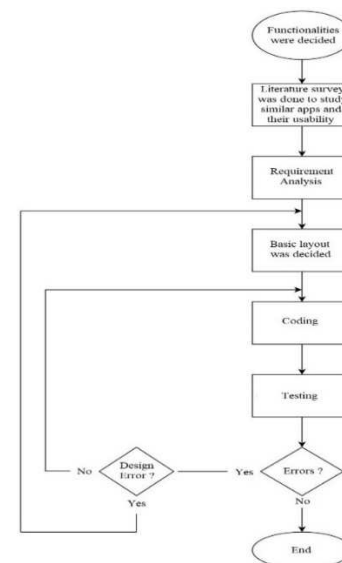 Functionalities
were decided
Literature survey
was done to study
similar apps and
their usability
Requirement
Analysis
Basic layout
was decided
Coding
Testing
No
Design
Error ?
Yes
Errors ?
Yes
No
End